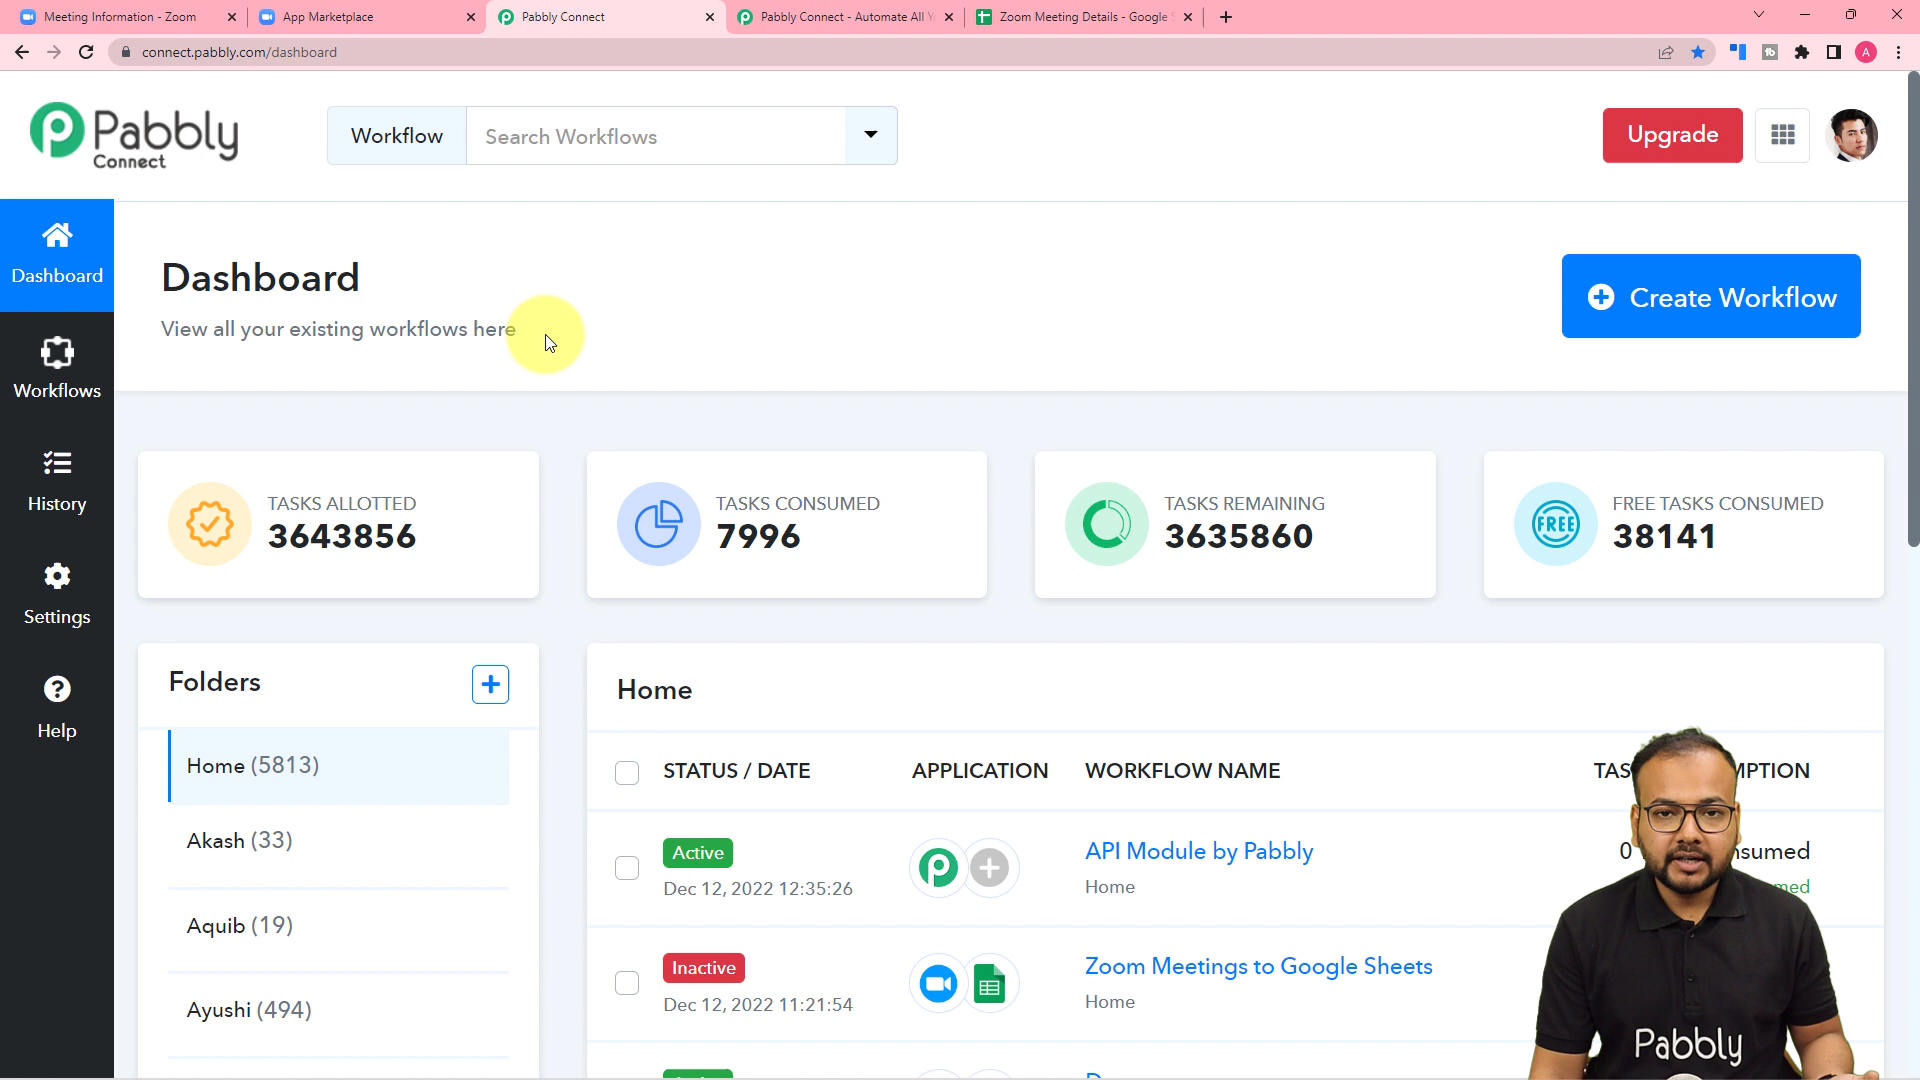 Meeting Information - Zoom
App Marketplace
Pabbly Connect
Pabbly Connect - Automate All
Zoom Meeting Details - Google
connect.pabbly.com/dashboard
A
Pabbly
Connect
Workflow
Search Workflows
Upgrade
Dashboard
Workflows
History
Settings
Help
Dashboard
View all your existing workflows here
Create Workflow
TASKS ALLOTTED
3643856
TASKS CONSUMED
7996
TASKS REMAINING
3635860
FREE
FREE TASKS CONSUMED
38141
Folders
Home (5813)
Akash (33)
Aquib (19)
Ayushi (494)
Home
STATUS / DATE
APPLICATION
WORKFLOW NAME
Active
Dec 12, 2022 12:35:26
API Module by Pabbly
Home
0
Inactive
Dec 12, 2022 11:21:54
Zoom Meetings to Google Sheets
Home
Pabbly